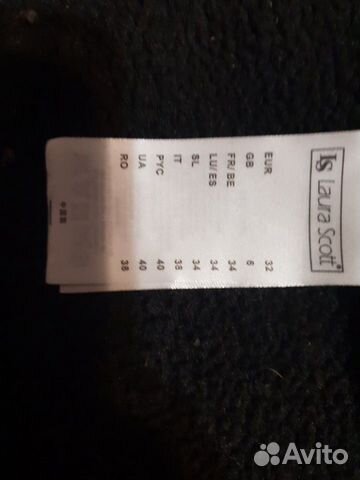 LS Laura Scott
EUR 32
GB 6
FR/BE 34
LU/ES 34
SL 34
IT 38
РУС 40
UA 40
RO 38
Avito